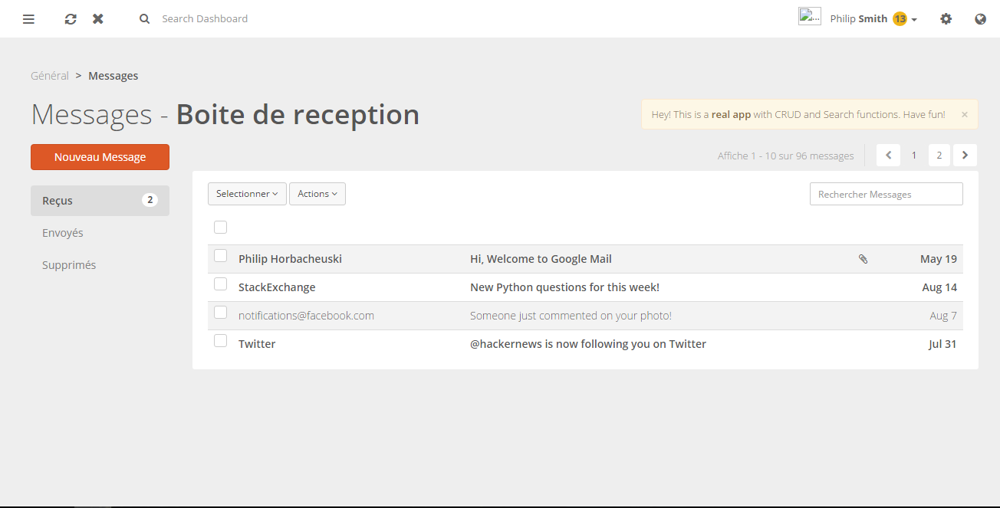 Search Dashboard
Philip Smith 13
Général > Messages
Messages - Boite de reception
Hey! This is a real app with CRUD and Search functions. Have fun! ×
Nouveau Message
Affiche 1 - 10 sur 96 messages
1 2
Reçus 2
Envoyés
Supprimés
Selectionner Actions Rechercher Messages
Philip Horbacheuski Hi, Welcome to Google Mail May 19
StackExchange New Python questions for this week! Aug 14
notifications@facebook.com Someone just commented on your photo! Aug 7
Twitter @hackernews is now following you on Twitter Jul 31